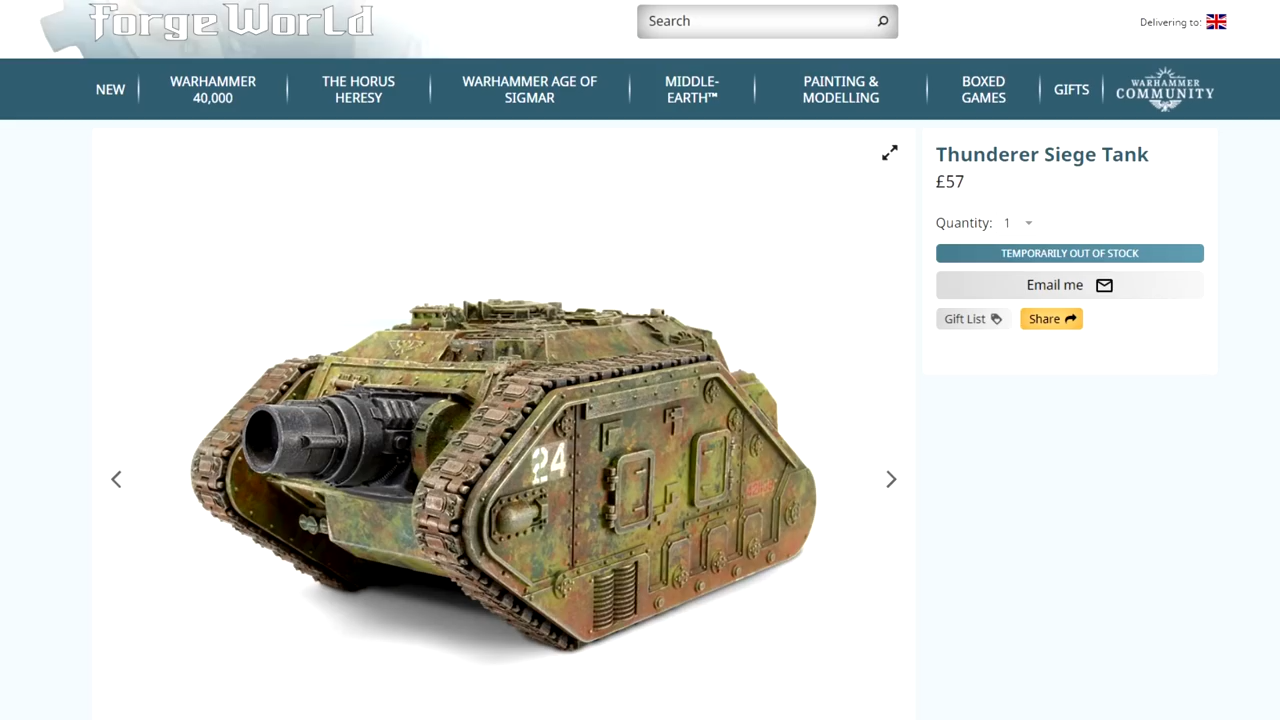 Forge World
Search
Delivering to:
NEW
WARHAMMER
40,000
THE HORUS
HERESY
WARHAMMER AGE OF
SIGMAR
MIDDLE-
EARTH™
PAINTING &
MODELLING
BOXED
GAMES
GIFTS
WARHAMMER
COMMUNITY
Thunderer Siege Tank
£57
Quantity: 1
TEMPORARILY OUT OF STOCK
Email me
Gift List
Share
24